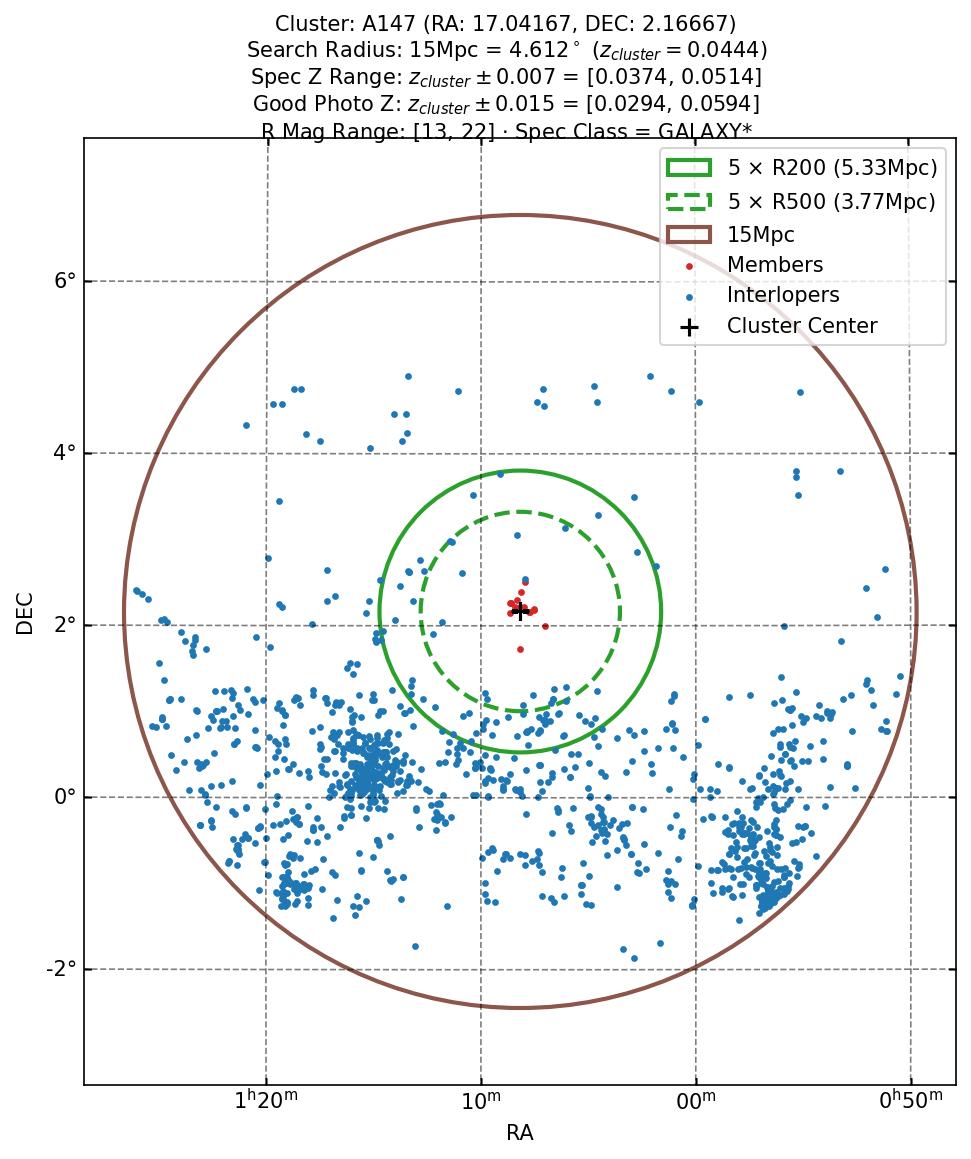 Cluster: A147 (RA: 17.04167, DEC: 2.16667)
Search Radius: 15Mpc = 4.612° (z_cluster = 0.0444)
Spec Z Range: z_cluster ± 0.007 = [0.0374, 0.0514]
Good Photo Z: z_cluster ± 0.015 = [0.0294, 0.0594]
R Mag Range: [13, 22] · Spec Class = GALAXY*
5 × R200 (5.33Mpc)
5 × R500 (3.77Mpc)
15Mpc
Members
Interlopers
Cluster Center
6°
4°
2°
0°
-2°
DEC
1ʰ20ᵐ
10ᵐ
00ᵐ
0ʰ50ᵐ
RA